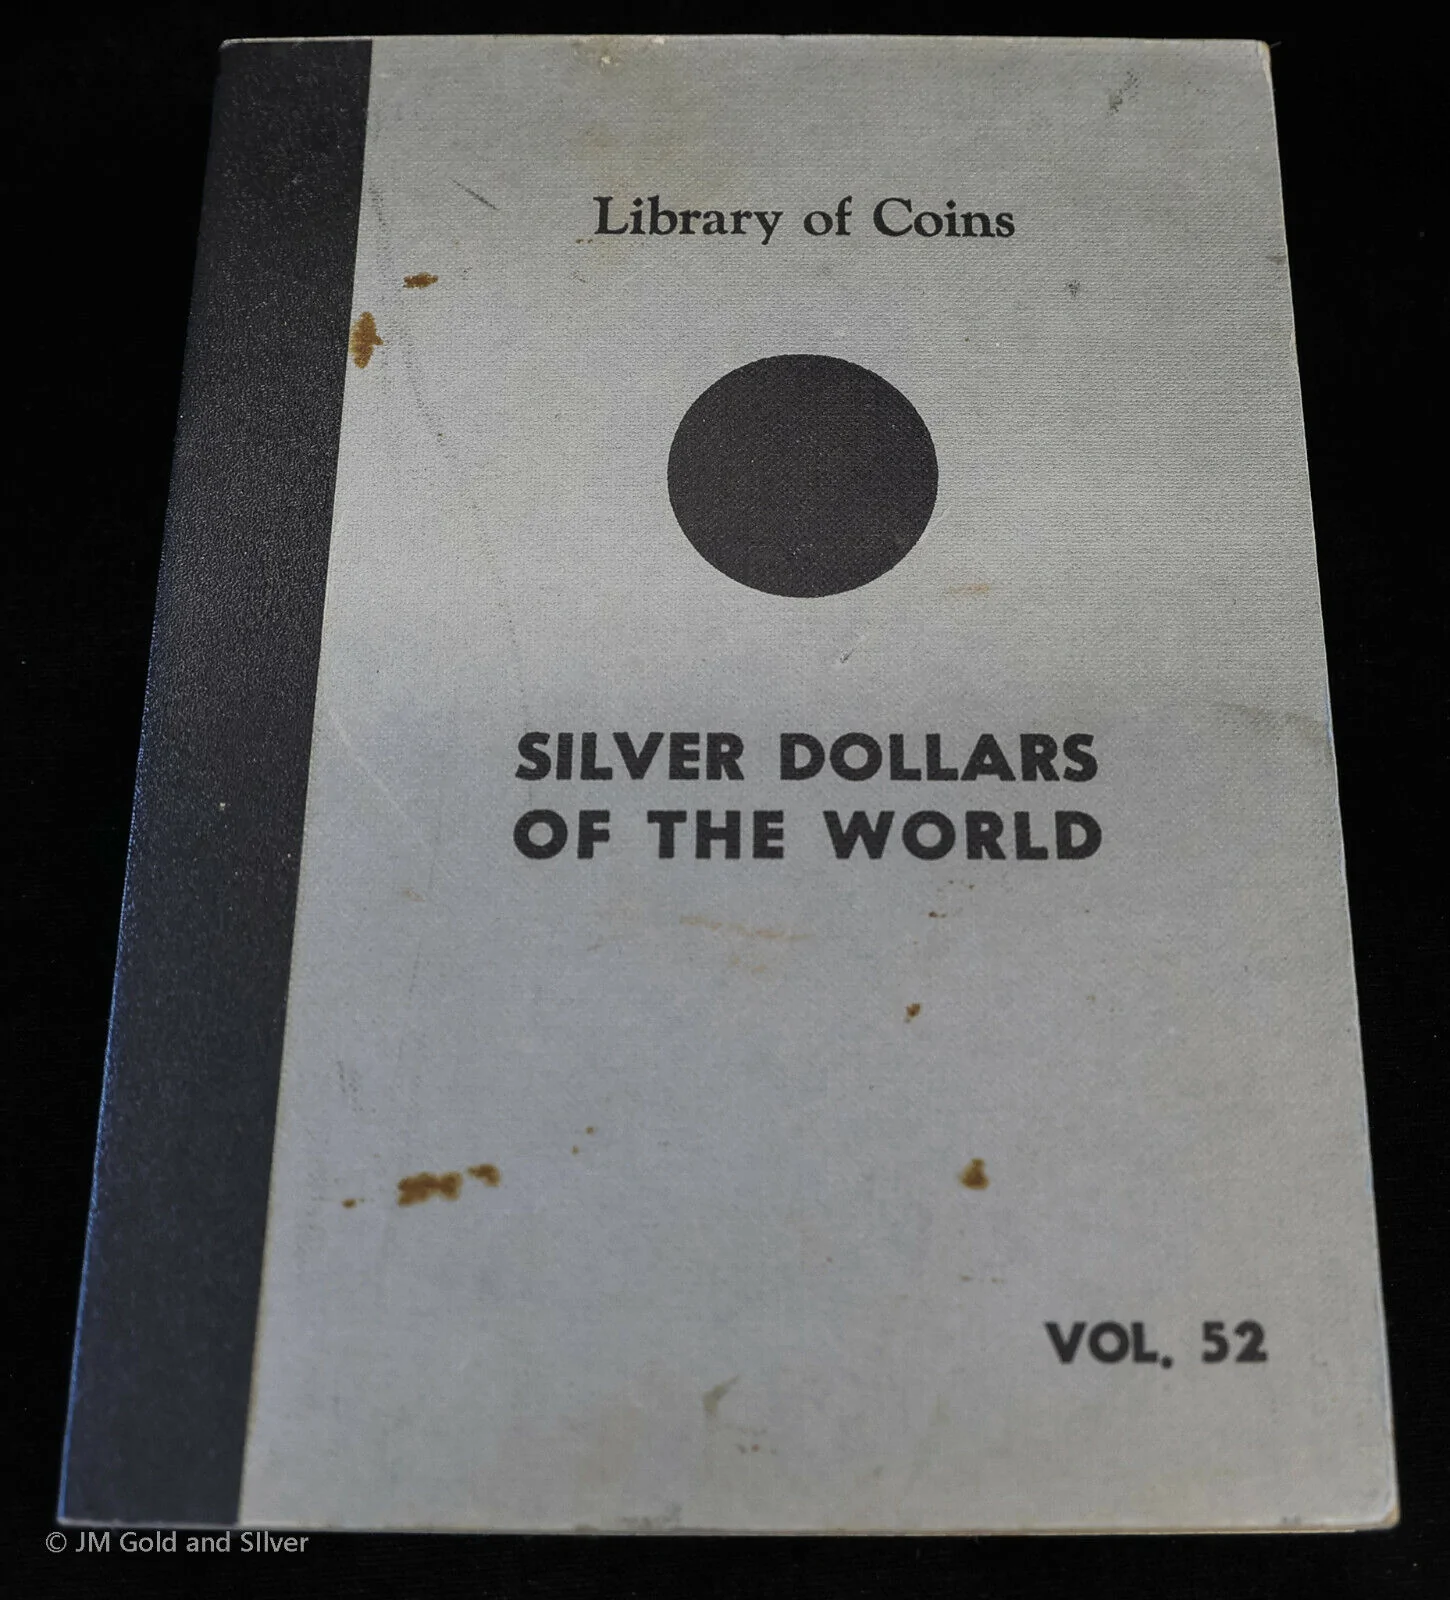 Library of Coins
SILVER DOLLARS
OF THE WORLD
VOL. 52
© JM Gold and Silver